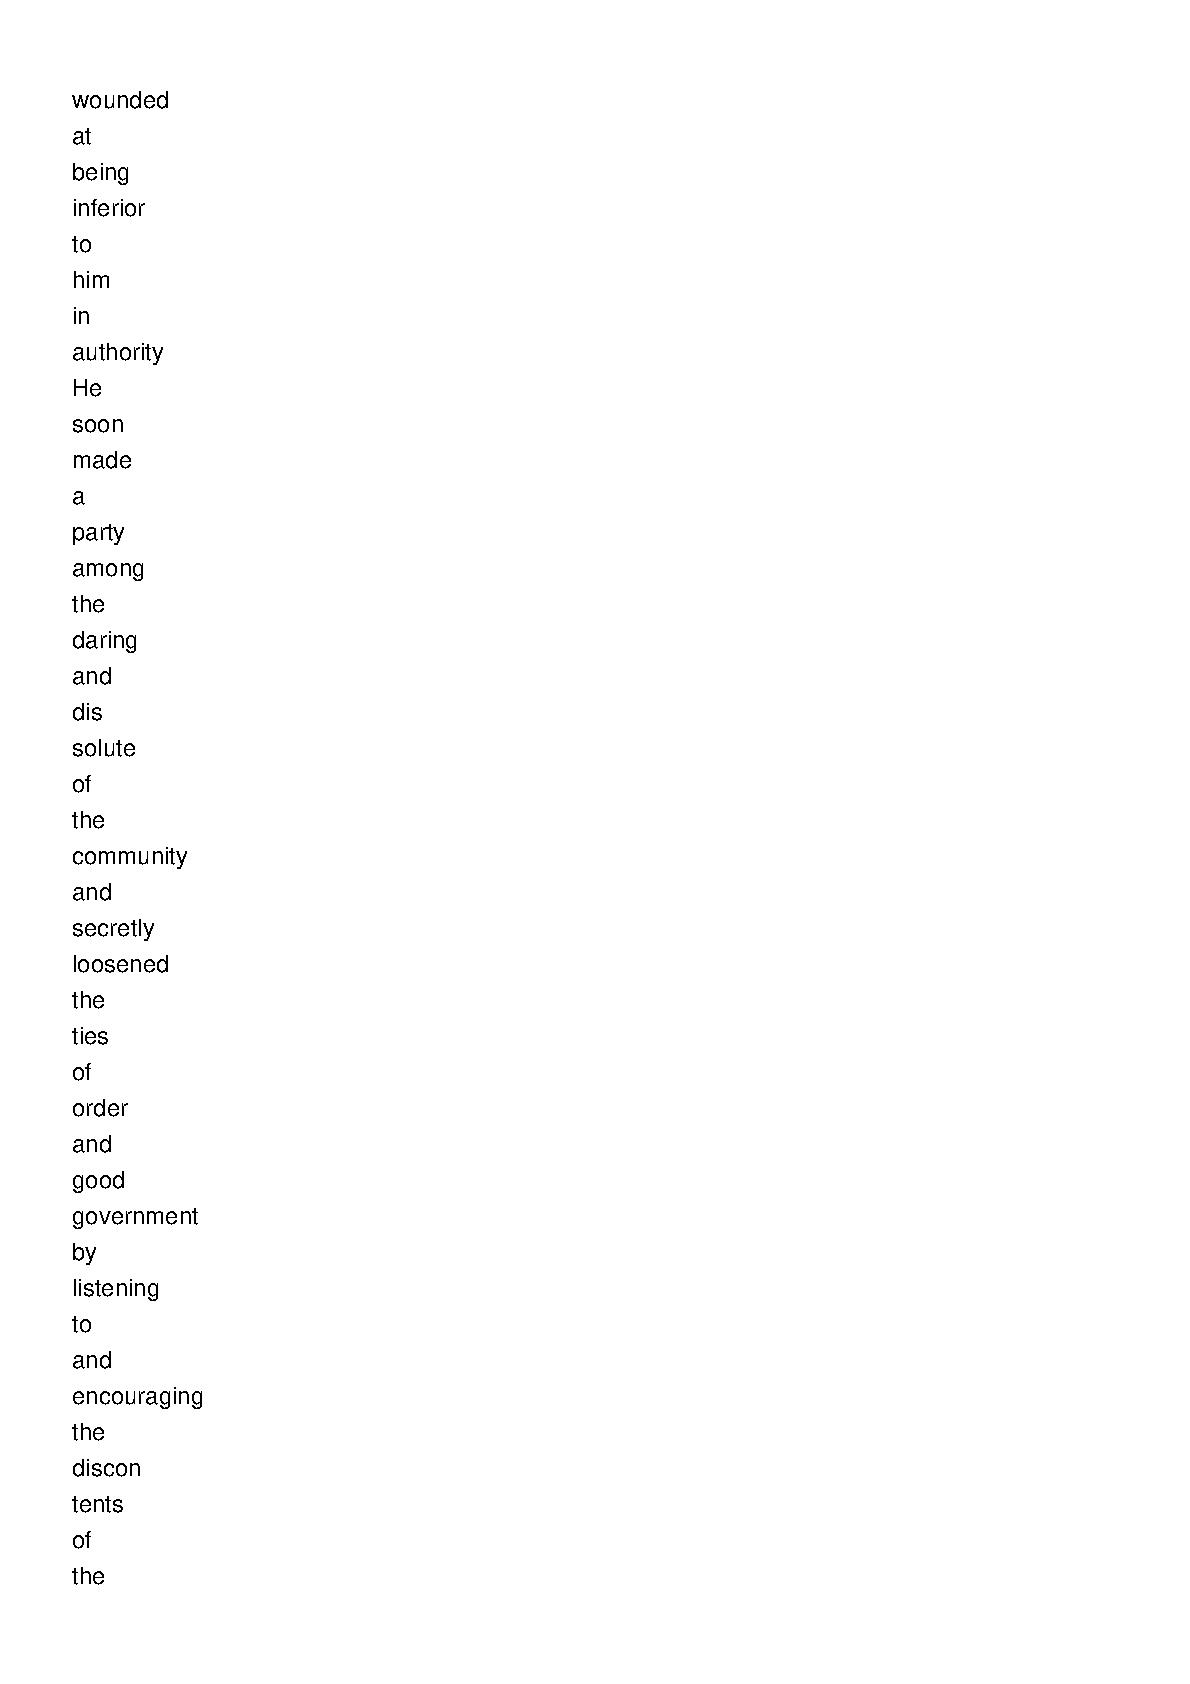 wounded
at
being
inferior
to
him
in
authority
He
soon
made
a
party
among
the
daring
and
dis
solute
of
the
community
and
secretly
loosened
the
ties
of
order
and
good
government
by
listening
to
and
encouraging
the
discon
tents
of
the